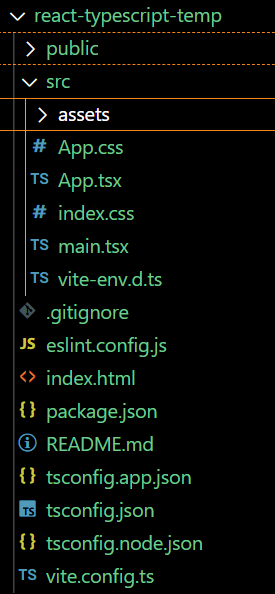 react-typescript-temp
public
src
assets
# App.css
TS App.tsx
# index.css
TS main.tsx
TS vite-env.d.ts
.gitignore
JS eslint.config.js
<> index.html
{} package.json
README.md
{} tsconfig.app.json
TS tsconfig.json
{} tsconfig.node.json
TS vite.config.ts